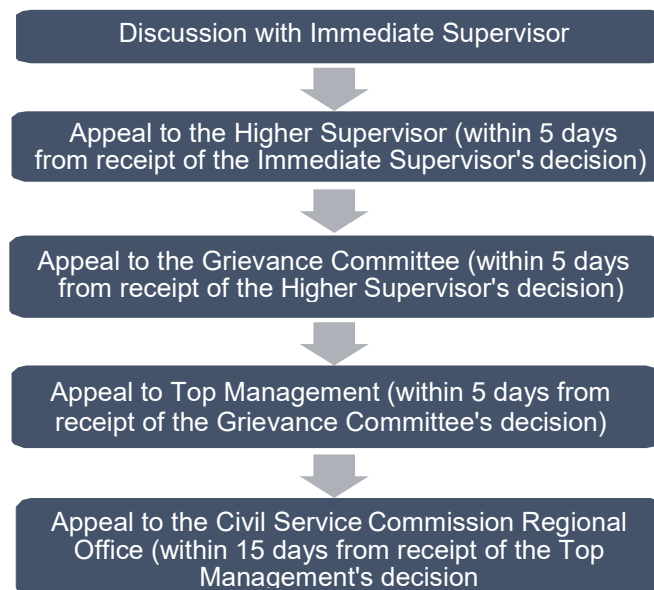 Discussion with Immediate Supervisor
Appeal to the Higher Supervisor (within 5 days
from receipt of the Immediate Supervisor's decision)
Appeal to the Grievance Committee (within 5 days
from receipt of the Higher Supervisor's decision)
Appeal to Top Management (within 5 days from
receipt of the Grievance Committee's decision)
Appeal to the Civil Service Commission Regional
Office (within 15 days from receipt of the Top
Management's decision